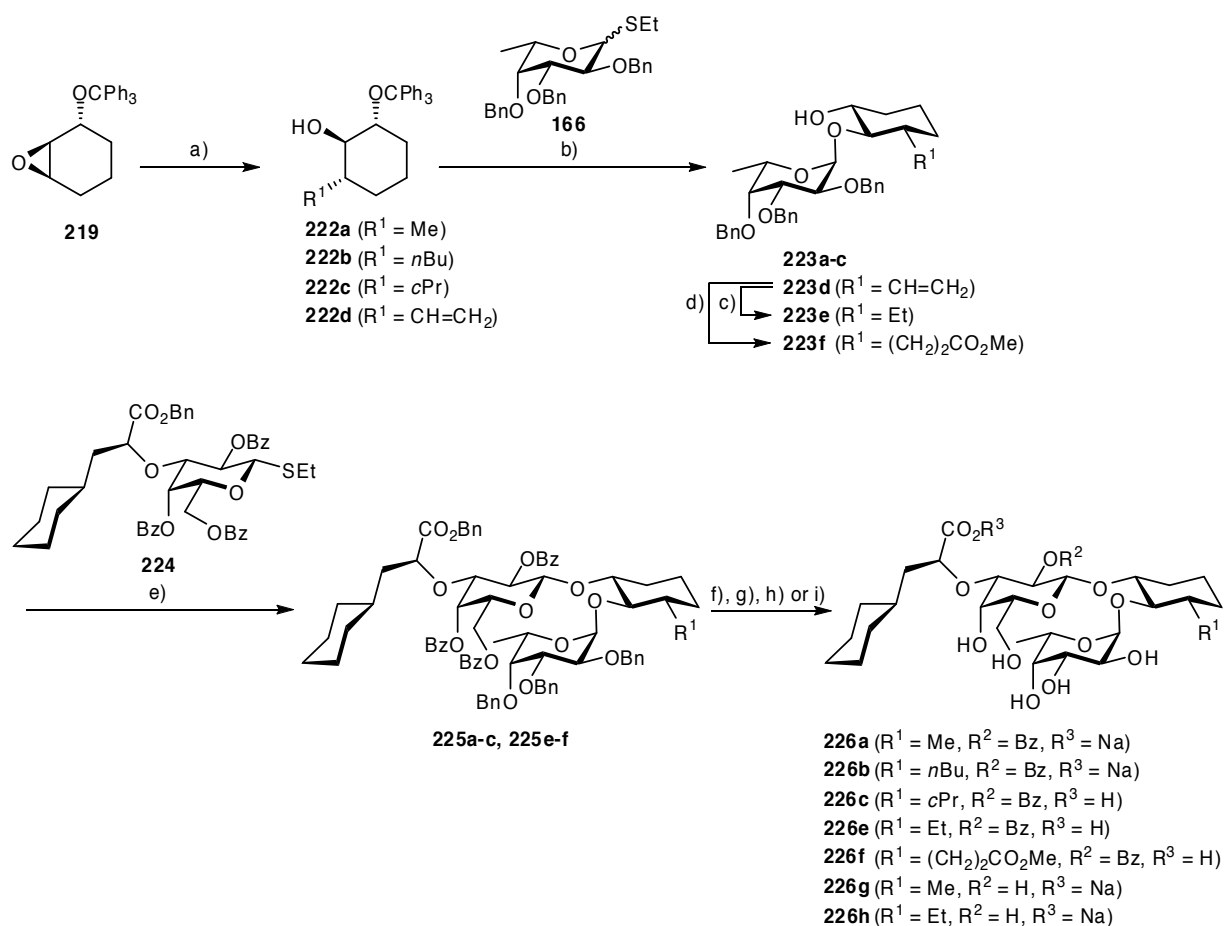 OCPh3
O
219
a)
OCPh3
HO
R1
222a (R1 = Me)
222b (R1 = nBu)
222c (R1 = cPr)
222d (R1 = CH=CH2)
SEt
O
OBn
OBn
BnO
166
b)
HO
O
R1
O
OBn
OBn
BnO
223a-c
223d (R1 = CH=CH2)
d) c)
223e (R1 = Et)
223f (R1 = (CH2)2CO2Me)
CO2Bn
OBz
O
SEt
O
BzO
OBz
224
e)
CO2Bn
OBz
O
O
O
O
R1
BzO
BzO
O
OBn
OBn
BnO
225a-c, 225e-f
f), g), h) or i)
CO2R3
OR2
O
O
O
O
R1
HO
HO
O
OH
OH
HO
226a (R1 = Me, R2 = Bz, R3 = Na)
226b (R1 = nBu, R2 = Bz, R3 = Na)
226c (R1 = cPr, R2 = Bz, R3 = H)
226e (R1 = Et, R2 = Bz, R3 = H)
226f (R1 = (CH2)2CO2Me, R2 = Bz, R3 = H)
226g (R1 = Me, R2 = H, R3 = Na)
226h (R1 = Et, R2 = H, R3 = Na)